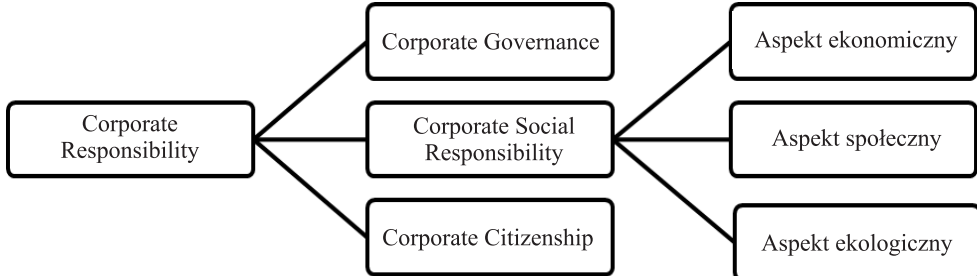 Corporate
Responsibility
Corporate Governance
Corporate Social
Responsibility
Corporate Citizenship
Aspekt ekonomiczny
Aspekt społeczny
Aspekt ekologiczny